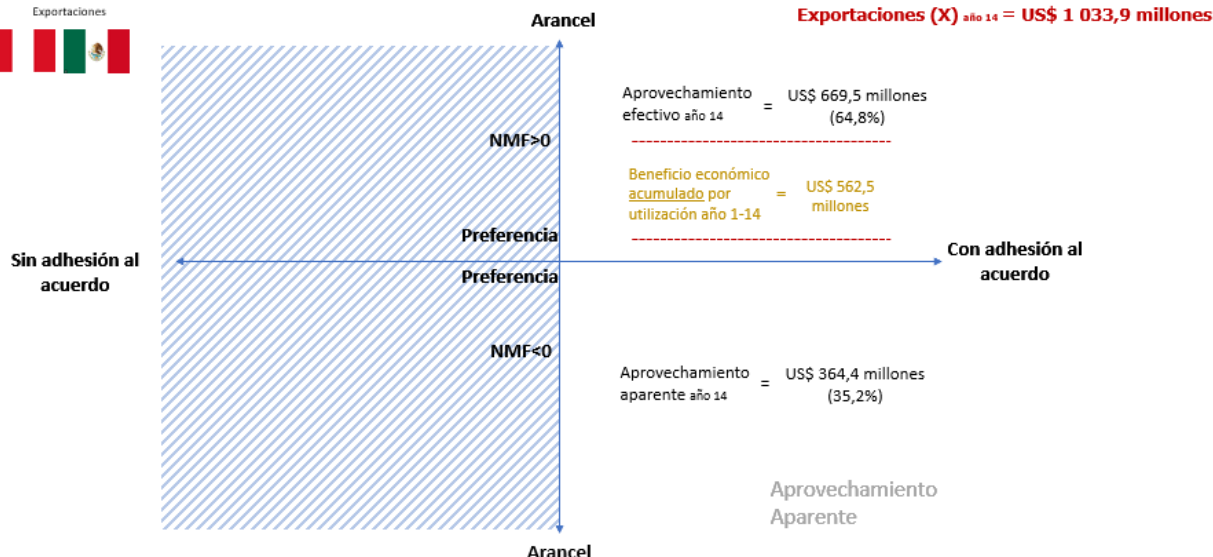 Exportaciones
Arancel
Exportaciones (X) año 14 = US$ 1 033,9 millones
Aprovechamiento
efectivo año 14
=
US$ 669,5 millones
(64,8%)
NMF>0
Beneficio económico
acumulado por
utilización año 1-14
=
US$ 562,5
millones
Preferencia
Sin adhesión al
acuerdo
Con adhesión al
acuerdo
Preferencia
NMF<0
Aprovechamiento
aparente año 14
=
US$ 364,4 millones
(35,2%)
Aprovechamiento
Aparente
Arancel